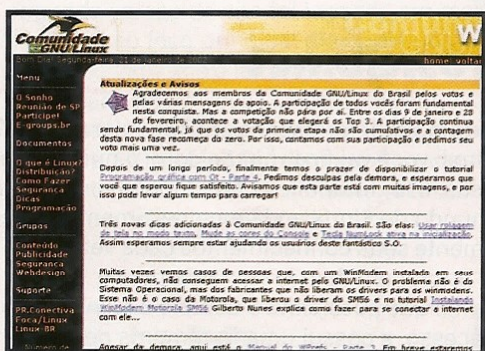 Comunidade
GNU/Linux
W
Bom Dia! Segunda-feira, 21 de janeiro de 2002
home voltar
Menu
O Sonho
Reunião de SP
Participe!
E-groups.br
Documentos
O que é Linux?
Distribuição?
Como Fazer
Segurança
Dicas
Programação
Grupos
Conteúdo
Publicidade
Segurança
Webdesign
Suporte
PR.Conectiva
Foca/Linux
Linux-BR
Número de
Atualizações e Avisos
Agradecemos aos membros da Comunidade GNU/Linux do Brasil pelos votos e
pelas várias mensagens de apoio. A participação de todos vocês foram fundamental
nesta conquista. Mas a competição não pára por aí. Entre os dias 9 de janeiro e 28
de fevereiro, acontece a votação que elegerá os Top 3. A participação continua
sendo fundamental, já que os votos da primeira etapa não são cumulativos e a contagem
desta nova fase recomeça do zero. Por isso, contamos com sua participação e pedimos seu
voto mais uma vez.
Depois de um longo período, finalmente temos o prazer de disponibilizar o tutorial
Programação gráfica com Qt - Parte 4. Pedimos desculpas pela demora, e esperamos que
você que esperou fique satisfeito. Avisamos que esta parte está com muitas imagens, e por
isso pode levar algum tempo para carregar!
Três novas dicas adicionadas à Comunidade GNU/Linux do Brasil. São elas: Usar rolagem
de tela no modo texto, Mude as cores do Console e Tecla NumLock ativa na inicialização.
Assim esperamos sempre estar ajudando os usuários deste fantástico S.O.
Muitas vezes vemos casos de pessoas que, com um WinModem instalado em seus
computadores, não conseguem acessar a internet pelo GNU/Linux. O problema não é do
Sistema Operacional, mas dos fabricantes que não liberam os drivers para os winmodems.
Esse não é o caso da Motorola, que liberou o driver do SM56 e no tutorial Instalando
WinModem Motorola SM56 Gilberto Nunes explica como fazer para se conectar a internet
com ele...
Apesar da demora, aqui está o Manual do Wÿrefs - Parte 3. Em breve estaremos